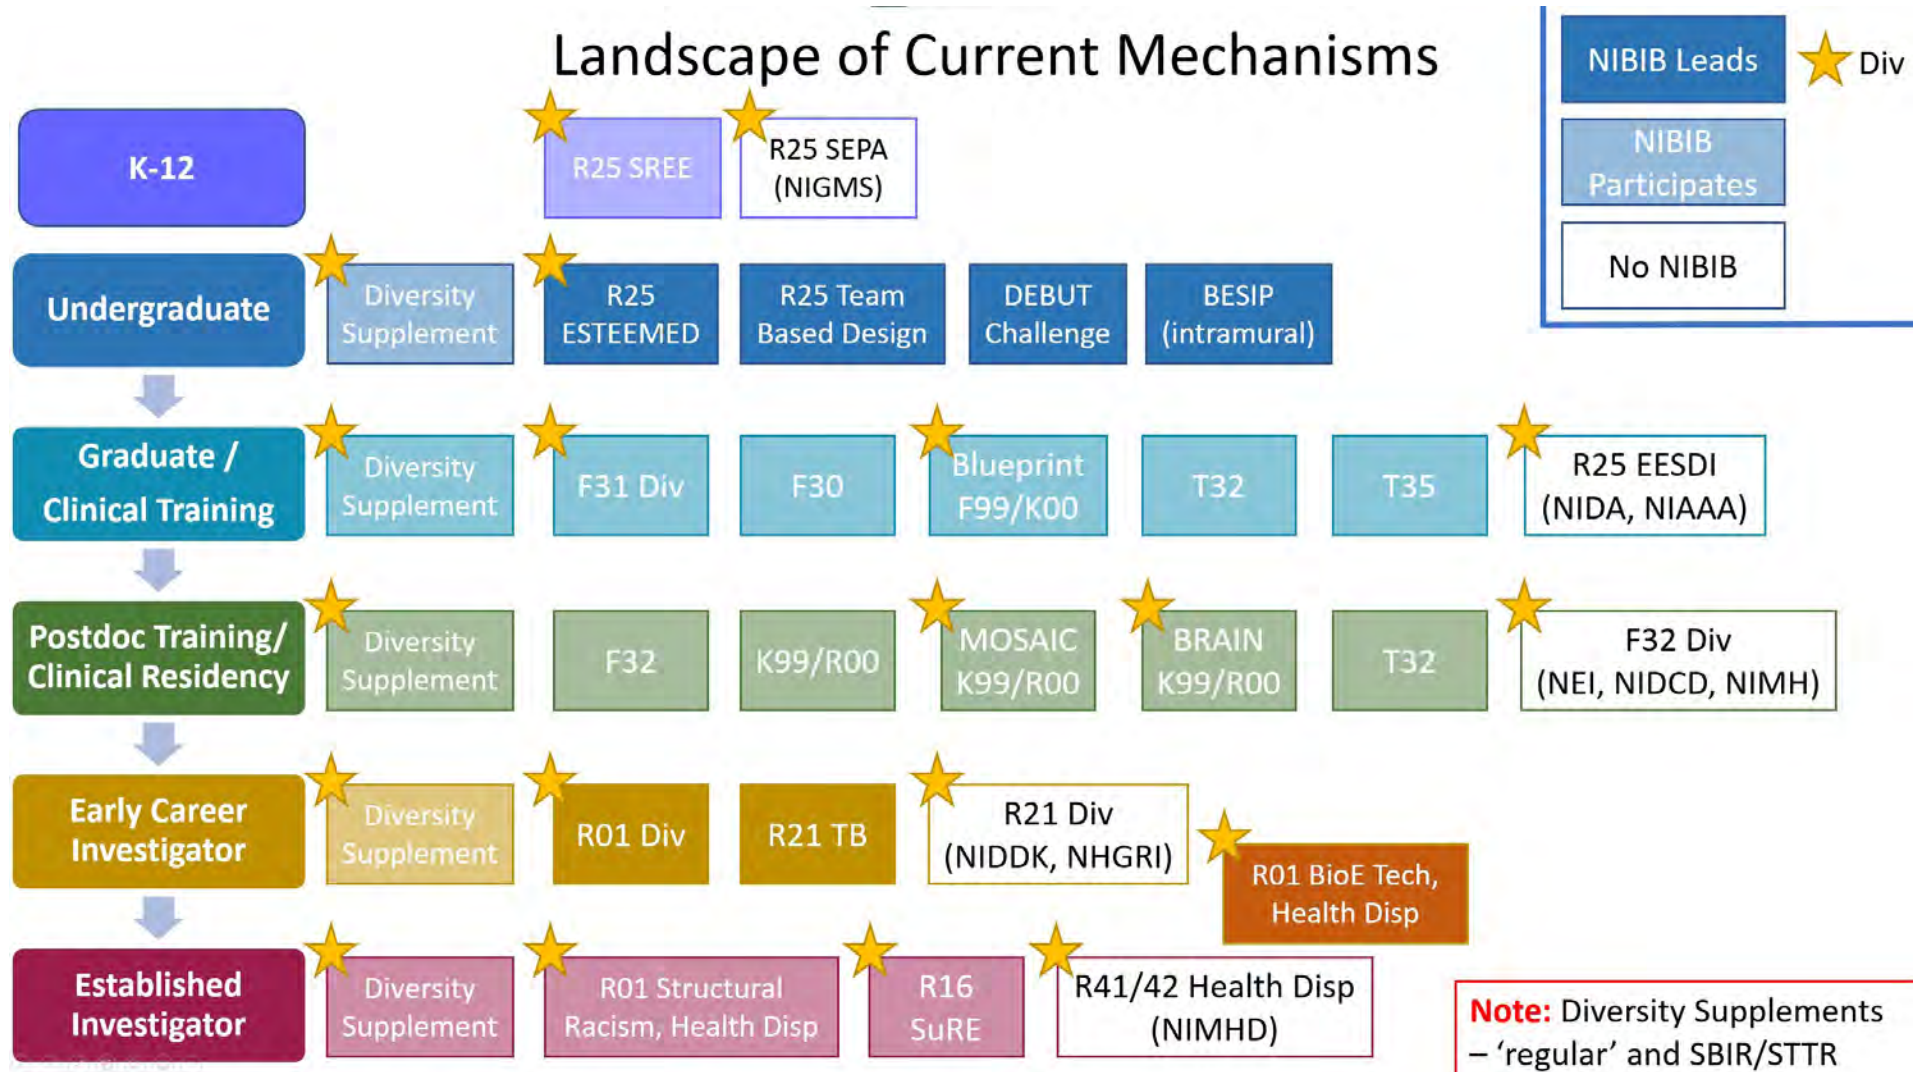 Landscape of Current Mechanisms
NIBIB Leads
Div
NIBIB
Participates
No NIBIB
K-12
R25 SREE
R25 SEPA
(NIGMS)
Undergraduate
Diversity
Supplement
R25
ESTEEMED
R25 Team
Based Design
DEBUT
Challenge
BESIP
(intramural)
Graduate /
Clinical Training
Diversity
Supplement
F31 Div
F30
Blueprint
F99/K00
T32
T35
R25 EESDI
(NIDA, NIAAA)
Postdoc Training/
Clinical Residency
Diversity
Supplement
F32
K99/R00
MOSAIC
K99/R00
BRAIN
K99/R00
T32
F32 Div
(NEI, NIDCD, NIMH)
Early Career
Investigator
Diversity
Supplement
R01 Div
R21 TB
R21 Div
(NIDDK, NHGRI)
R01 BioE Tech,
Health Disp
Established
Investigator
Diversity
Supplement
R01 Structural
Racism, Health Disp
R16
SuRE
R41/42 Health Disp
(NIMHD)
Note: Diversity Supplements
– ‘regular’ and SBIR/STTR